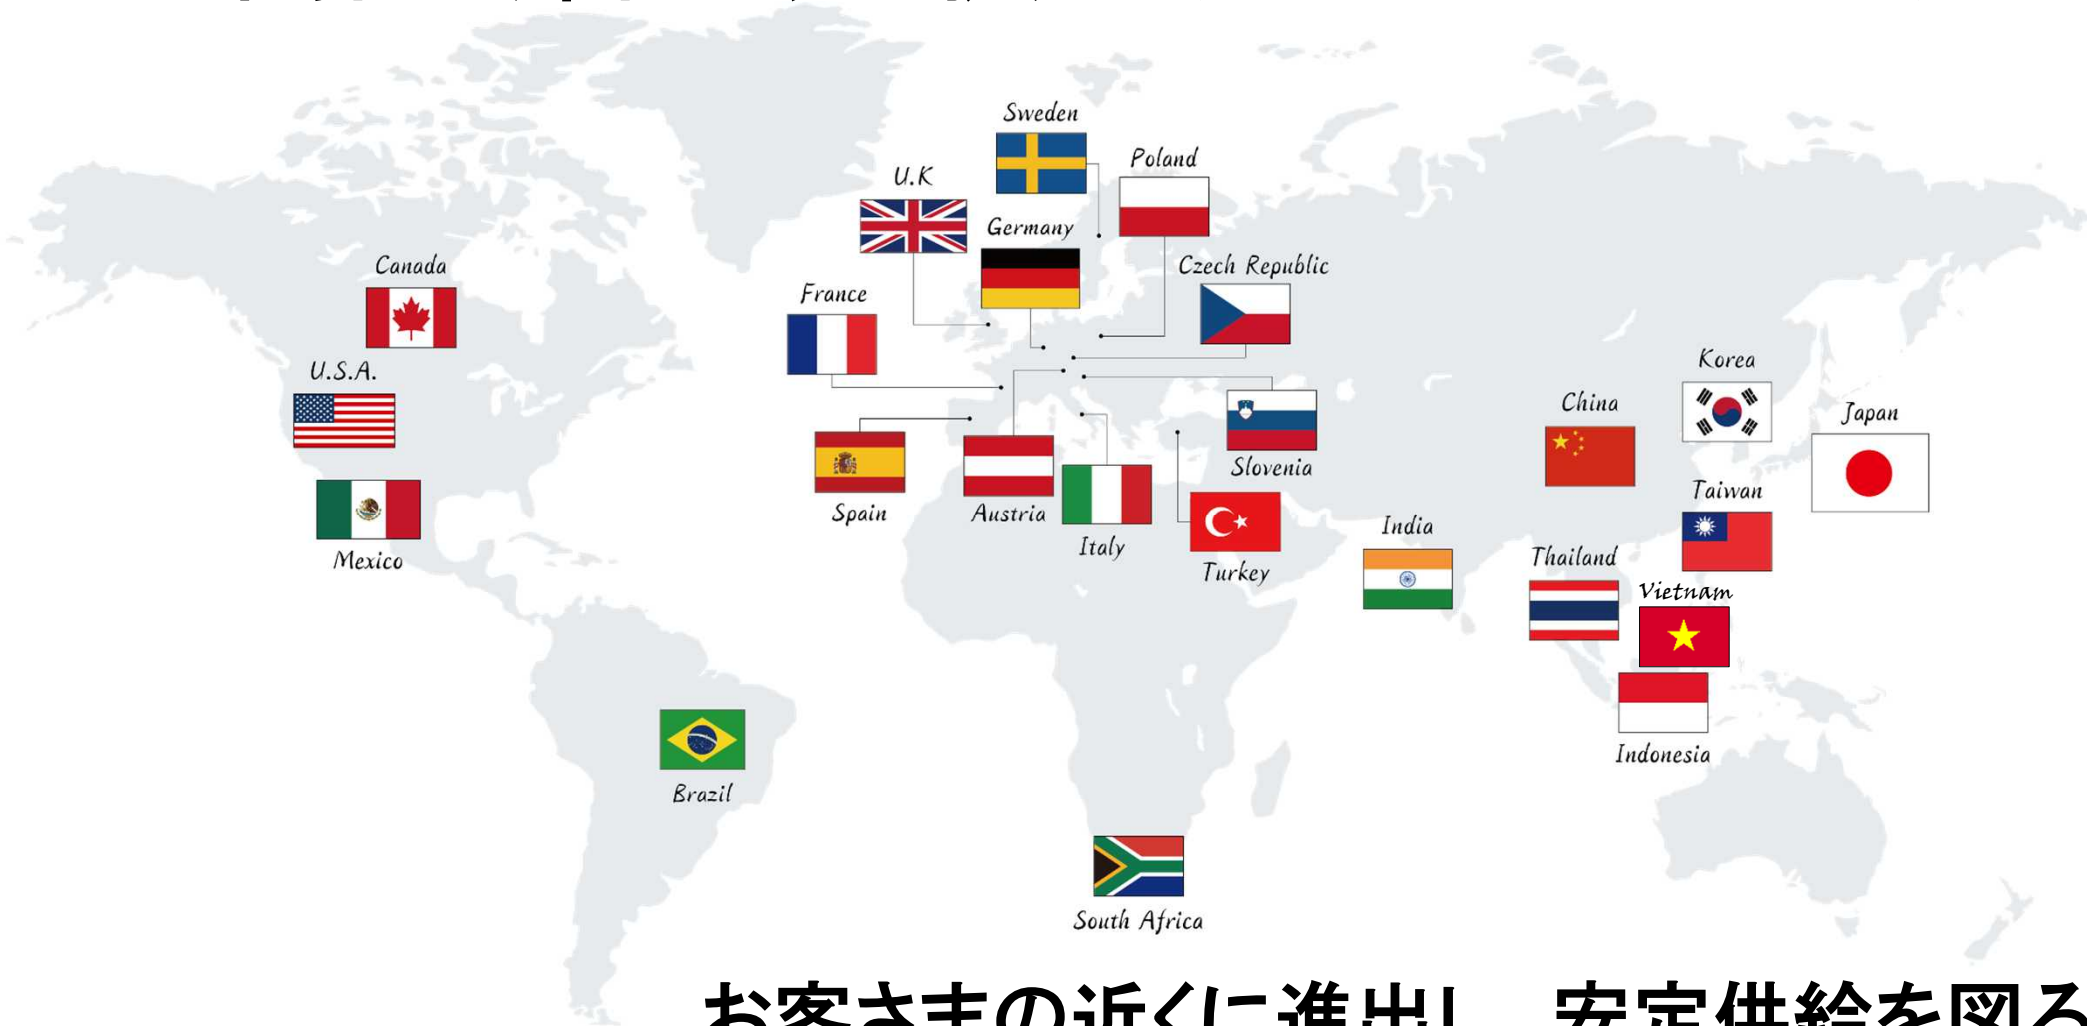 Sweden
Poland
U.K
Germany
Canada
Czech Republic
France
Korea
U.S.A.
China
Japan
Slovenia
Taiwan
Spain
Austria
India
Italy
Thailand
Mexico
Turkey
Vietnam
Indonesia
Brazil
South Africa
お客さまの近くに進出し 安定供給を図る